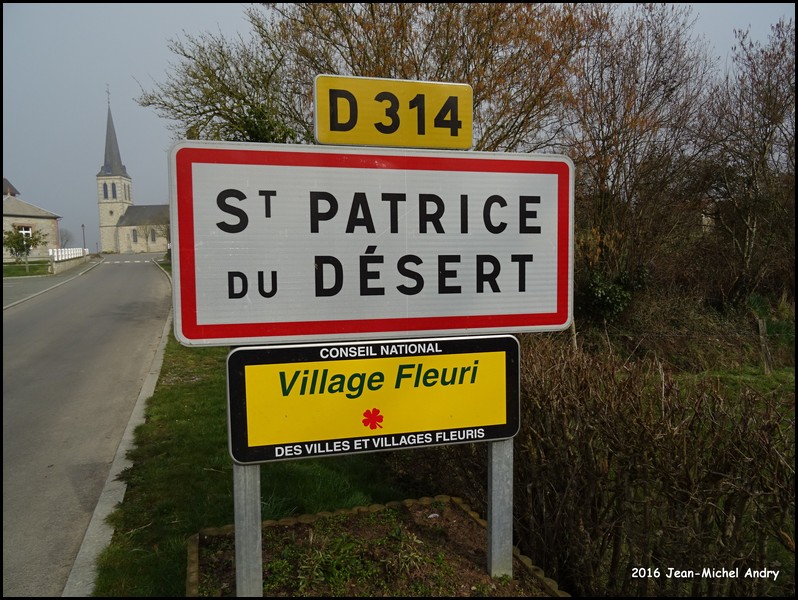 D 314
ST PATRICE
DU DÉSERT
CONSEIL NATIONAL
Village Fleuri
DES VILLES ET VILLAGES FLEURIS
2016 Jean-Michel Andry